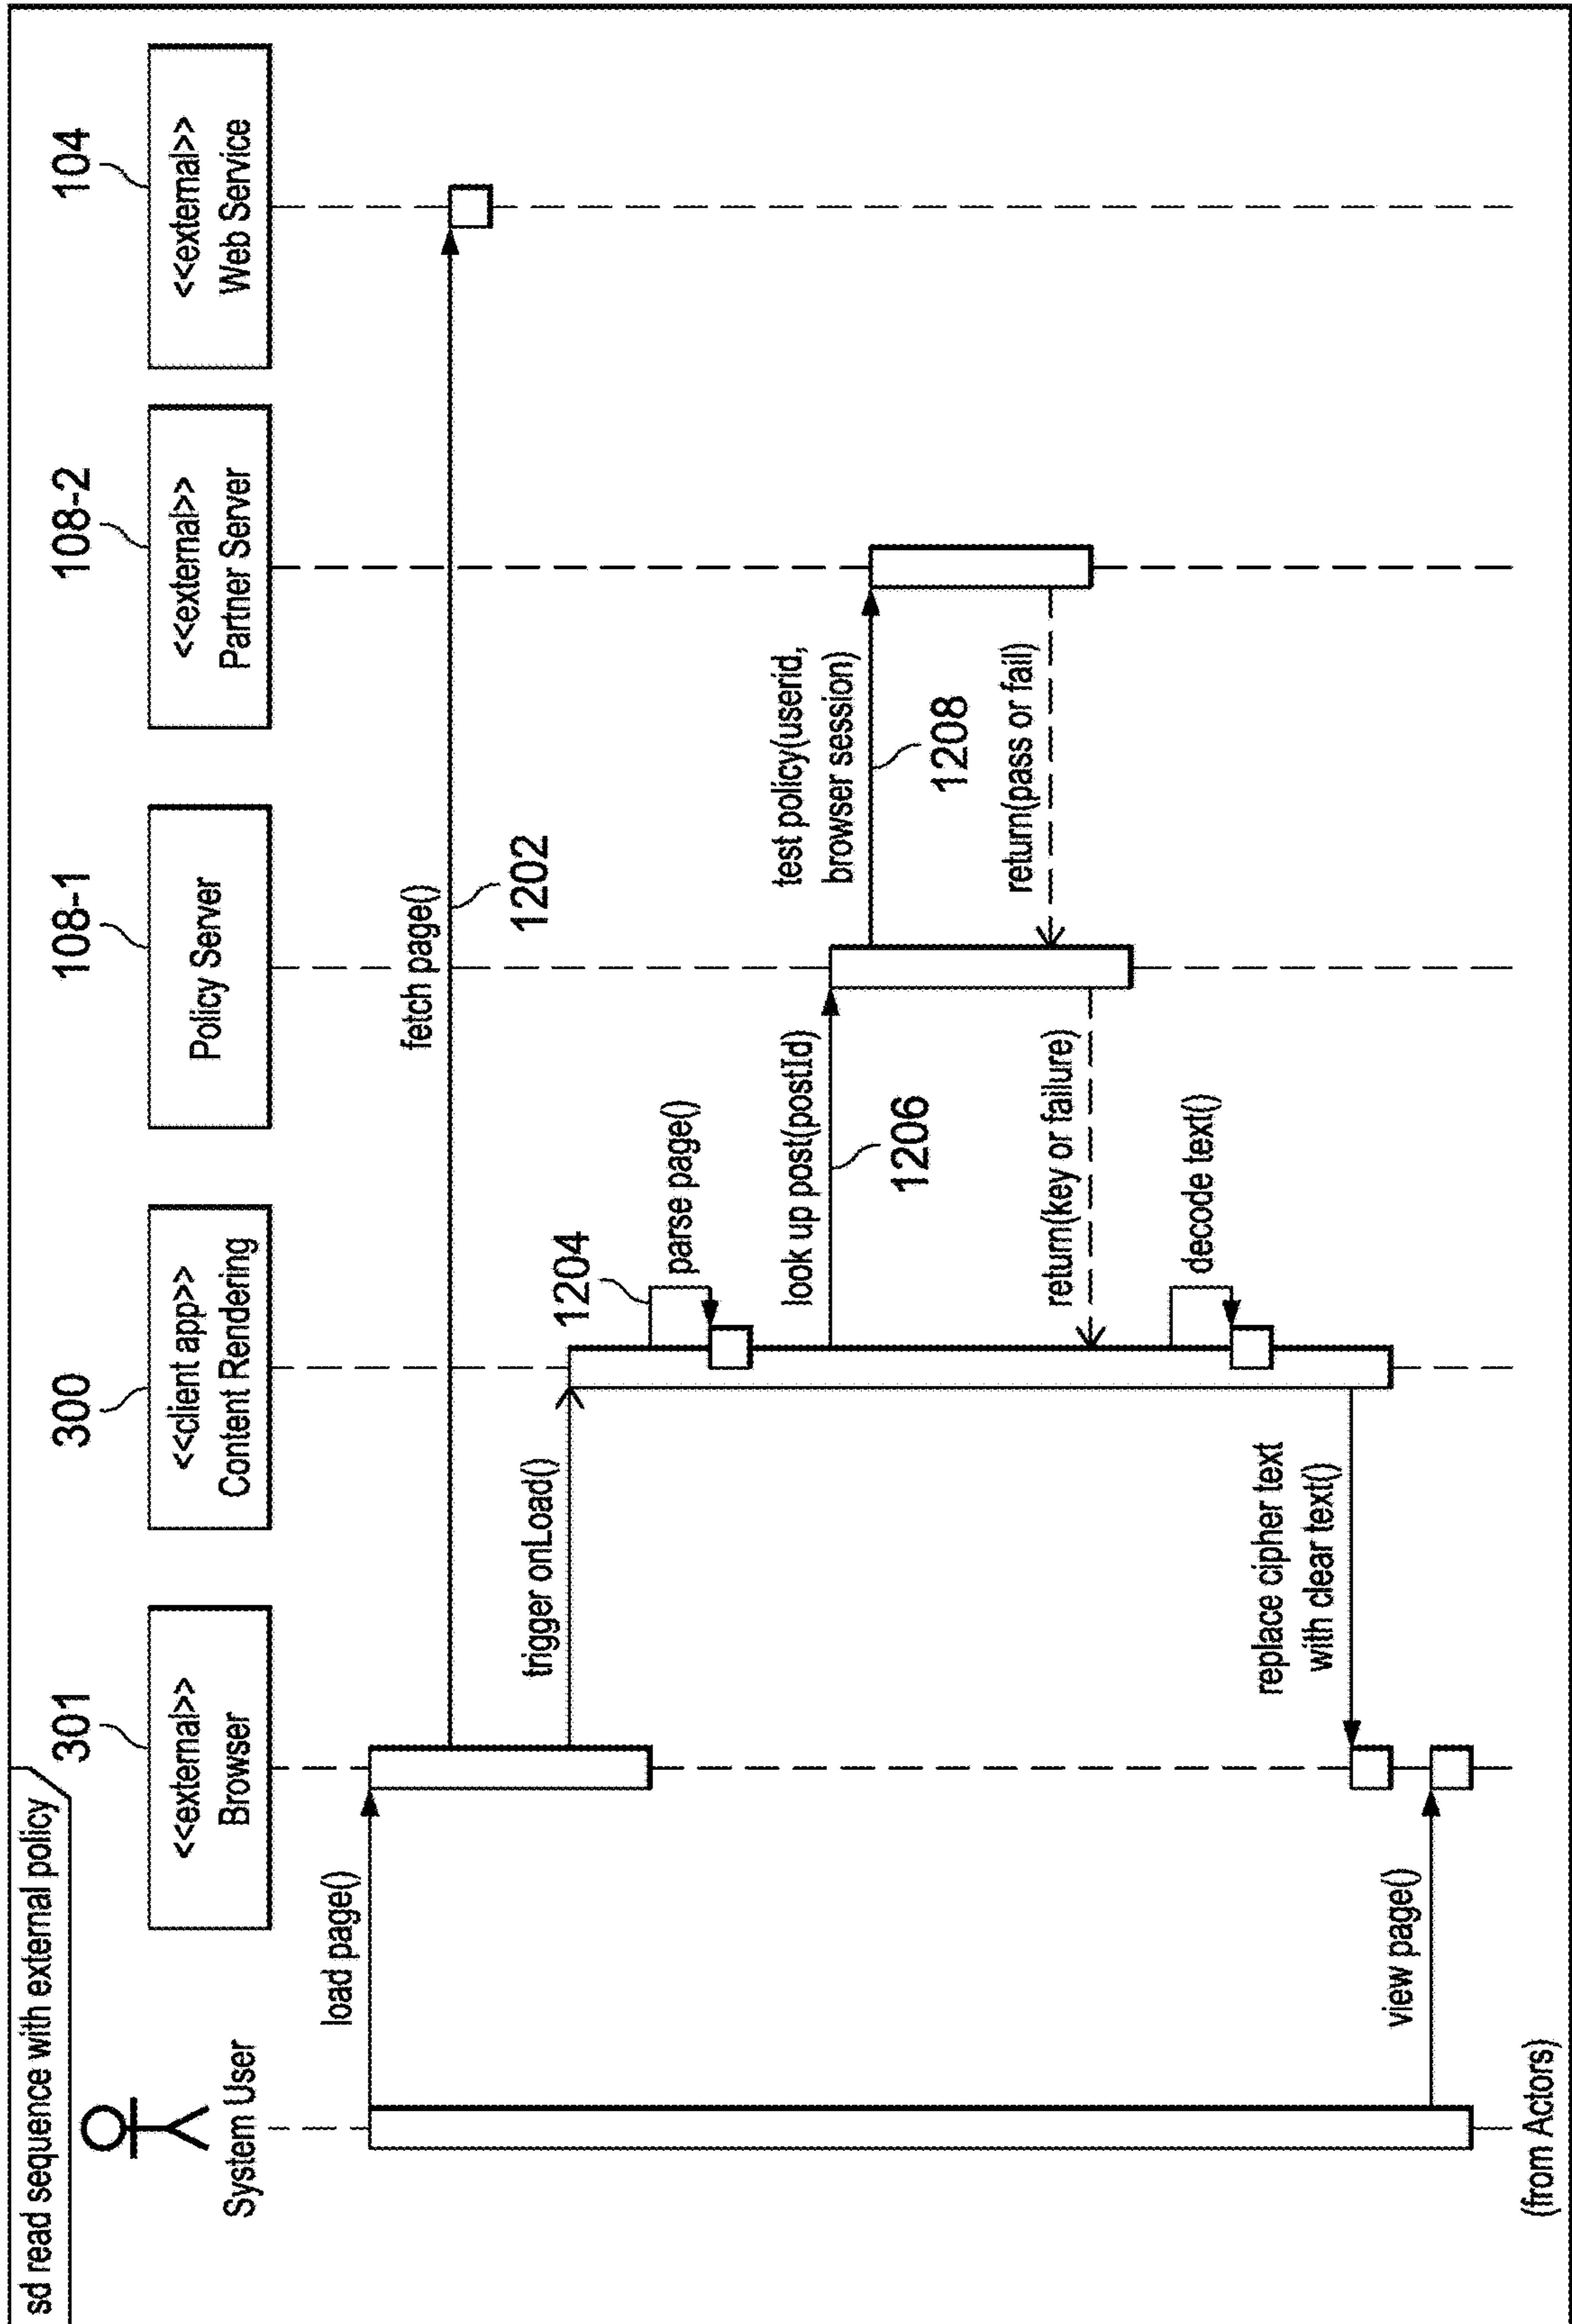 sd read sequence with external policy
System User
301
<<external>>
Browser
300
<<client app>>
Content Rendering
108-1
Policy Server
108-2
<<external>>
Partner Server
104
<<external>>
Web Service
load page()
fetch page()
1202
trigger onLoad()
1204
parse page()
look up post(postId)
1206
test policy(userid,
browser session)
1208
return(pass or fail)
return(key or failure)
decode text()
replace cipher text
with clear text()
view page()
(from Actors)